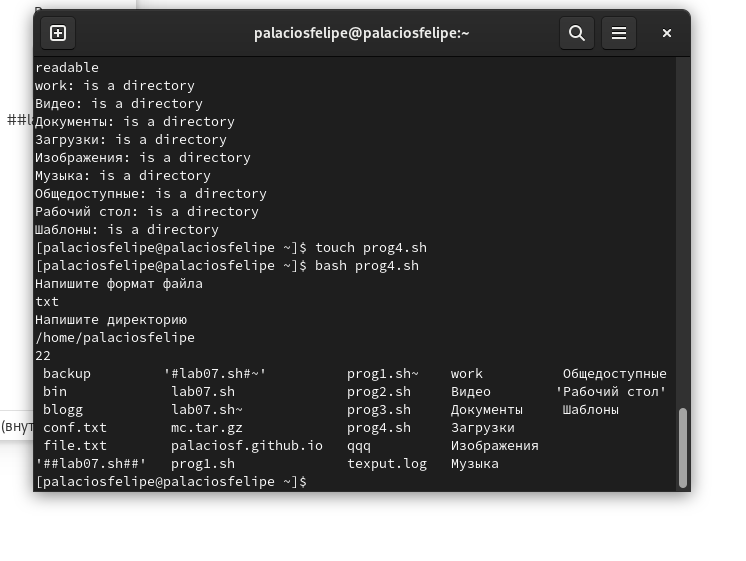 palaciosfelipe@palaciosfelipe:~
readable
work: is a directory
Видео: is a directory
##l
Документы: is a directory
Загрузки: is a directory
Изображения: is a directory
Музыка: is a directory
Общедоступные: is a directory
Рабочий стол: is a directory
Шаблоны: is a directory
[palaciosfelipe@palaciosfelipe ~]$ touch prog4.sh
[palaciosfelipe@palaciosfelipe ~]$ bash prog4.sh
Напишите формат файла
txt
Напишите директорию
/home/palaciosfelipe
22
backup '#lab07.sh#~' prog1.sh~ work Общедоступные
bin lab07.sh prog2.sh Видео 'Рабочий стол'
blogg lab07.sh~ prog3.sh Документы Шаблоны
(внут
conf.txt mc.tar.gz prog4.sh Загрузки
file.txt palaciosf.github.io qqq Изображения
'##lab07.sh##' prog1.sh texput.log Музыка
[palaciosfelipe@palaciosfelipe ~]$